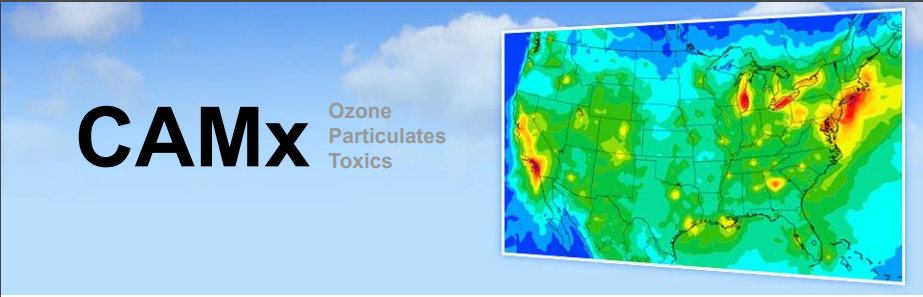 CAMx
Ozone
Particulates
Toxics